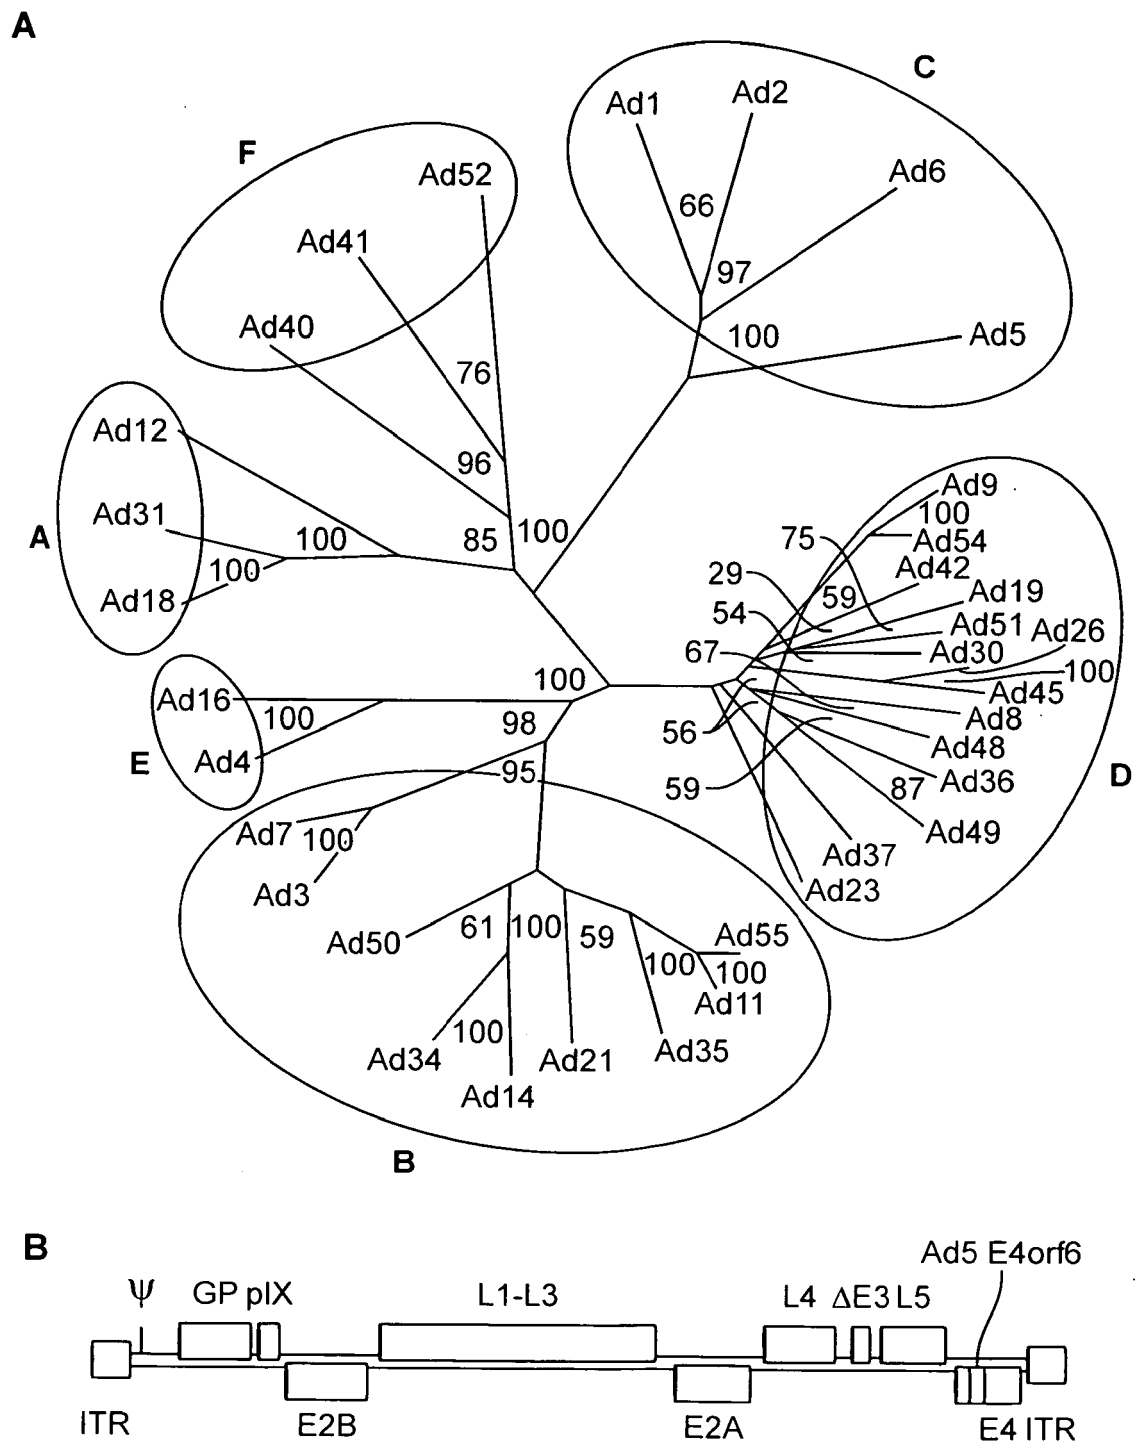 A
C
Ad1 Ad2
F
Ad52
Ad6
66
Ad41
97
Ad40
100 Ad5
76
Ad12
96
Ad9
100
Ad31
A
100
85 100
75
Ad54
Ad42
100
29
59
Ad19
Ad18
54
Ad51 Ad26
67
Ad30
100
100
Ad16
Ad45
100
98
56
Ad8
Ad4
Ad48
E
95
59
87
Ad36
D
Ad7
100
Ad49
Ad37
Ad3
Ad23
Ad50
61 100 59
Ad55
100 100
Ad11
Ad34 100
Ad21
Ad35
Ad14
B
B
Ad5 E4orf6
ψ
GP pIX L1-L3 L4 ΔE3 L5
ITR E2B E2A E4 ITR